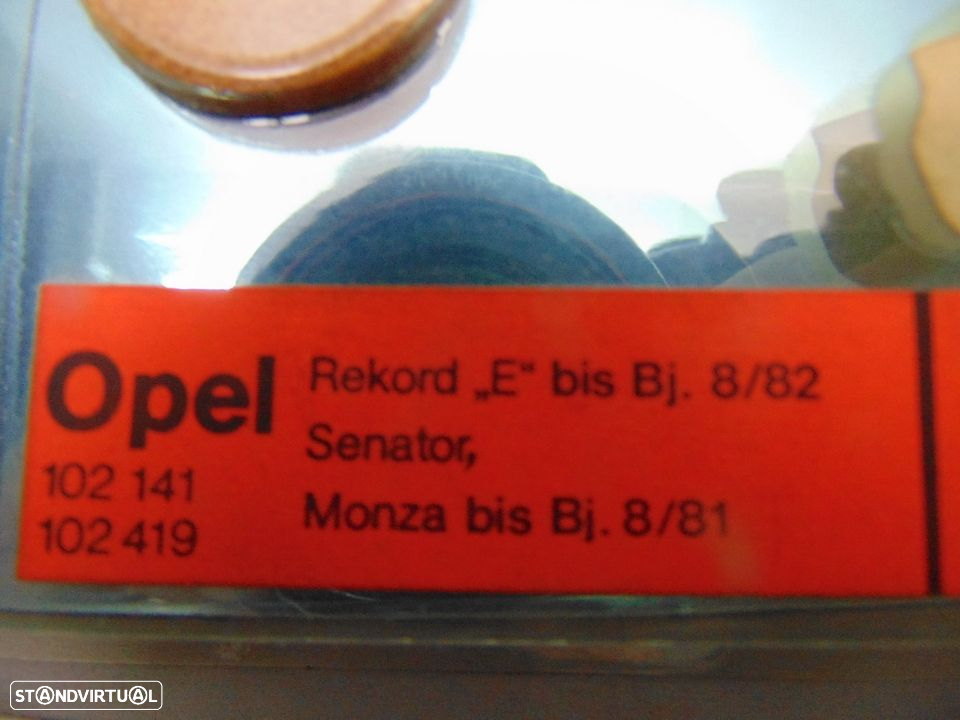 Opel
102 141
102 419
Rekord „E“ bis Bj. 8/82
Senator,
Monza bis Bj. 8/81
STANDVIRTUAL